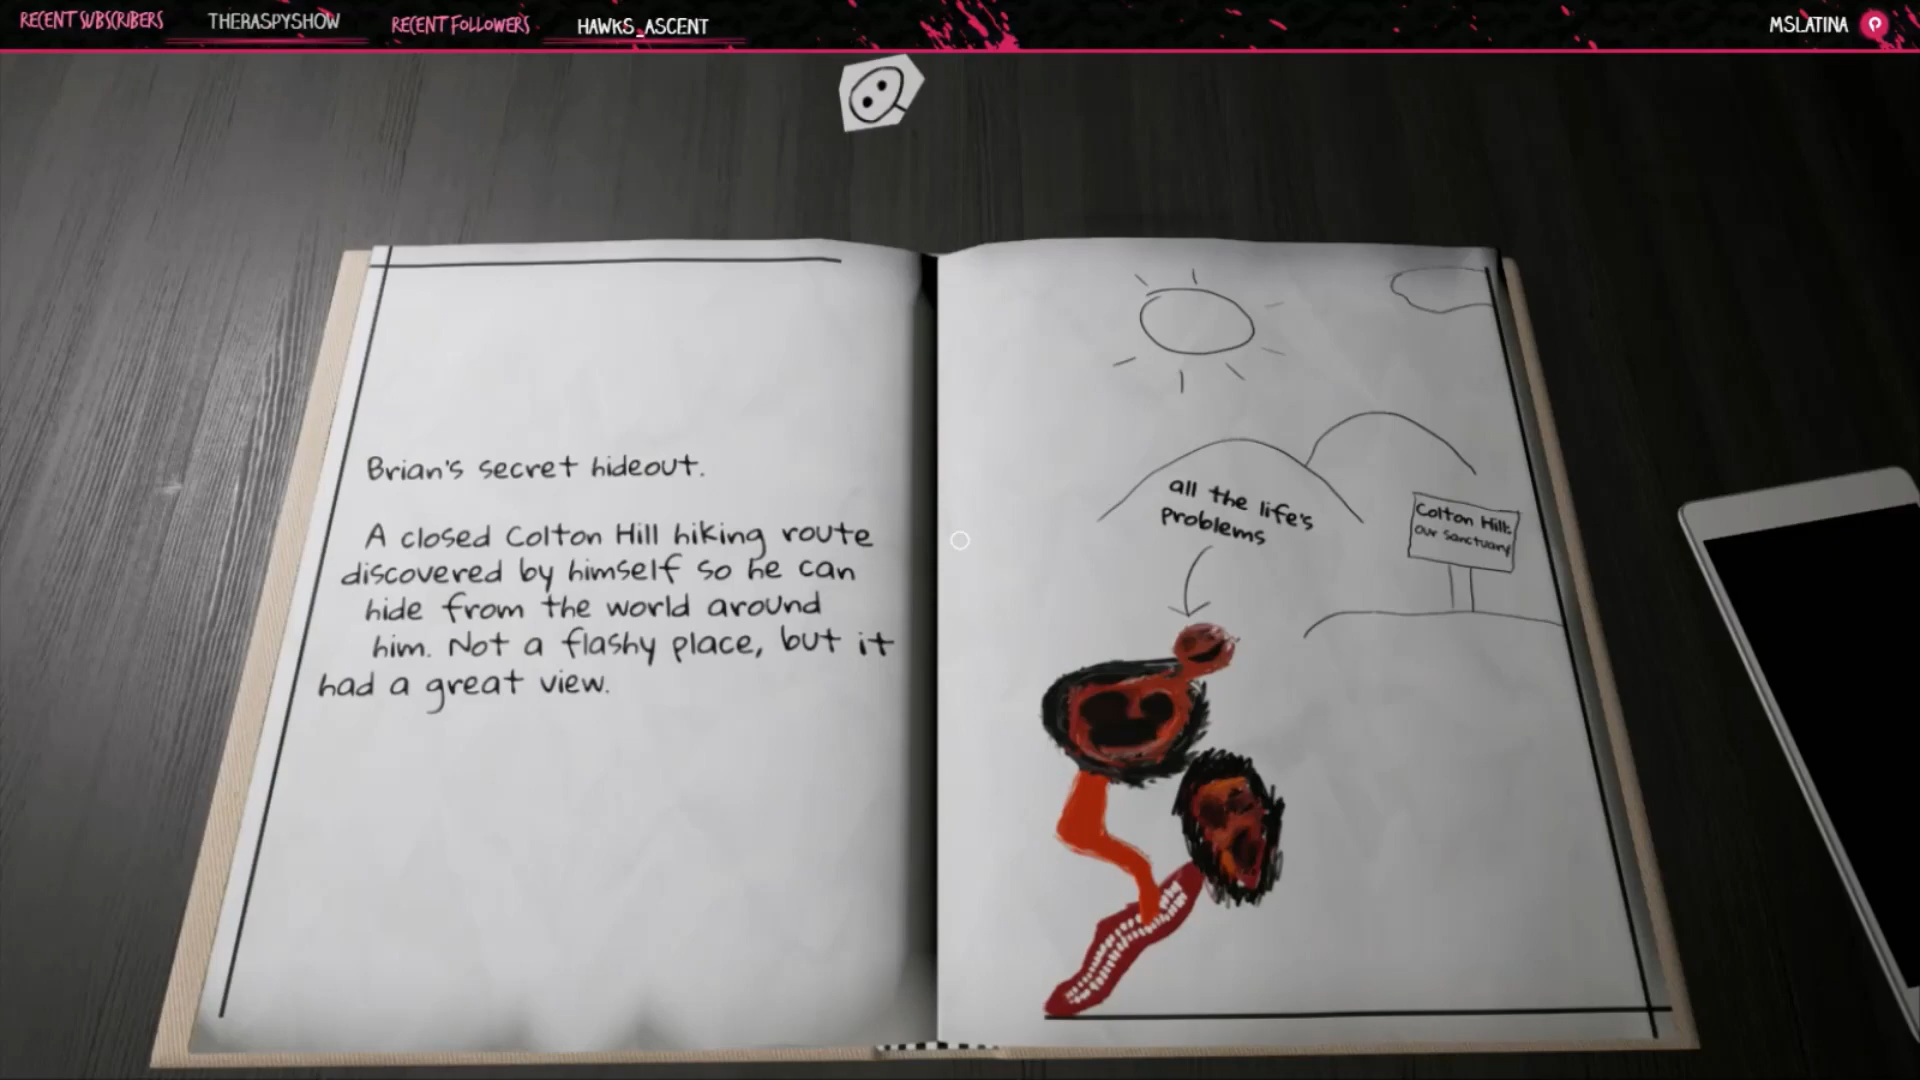 RECENT SUBSCRIBERS THERASPYSHOW RECENT FOLLOWERS HAWKS_ASCENT MSLATINA
Brian's secret hideout.
A closed Colton Hill hiking route
discovered by himself so he can
hide from the world around
him. Not a flashy place, but it
had a great view.
all the life's
problems
Colton Hill:
our sanctuary